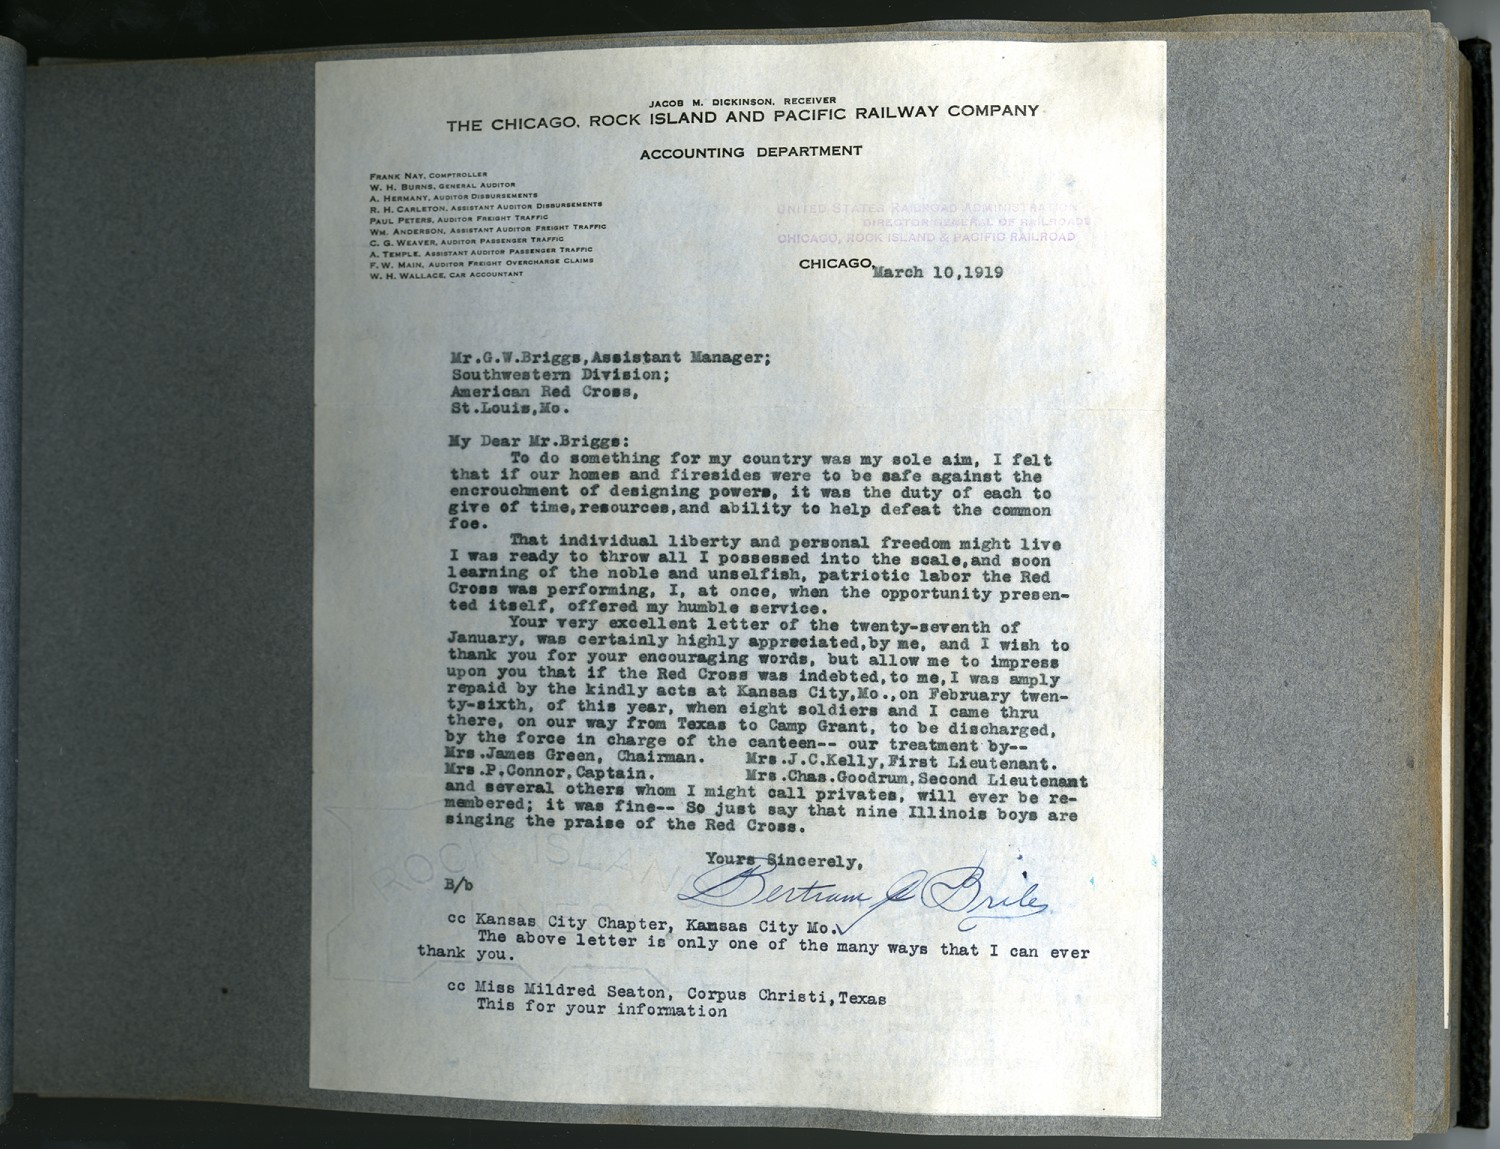 JACOB M. DICKINSON, RECEIVER
THE CHICAGO, ROCK ISLAND AND PACIFIC RAILWAY COMPANY
ACCOUNTING DEPARTMENT
FRANK NAY, COMPTROLLER
W. H. BURNS, GENERAL AUDITOR
A. HERMANY, AUDITOR DISBURSEMENTS
R. H. CARLETON, ASSISTANT AUDITOR DISBURSEMENTS
PAUL PETERS, AUDITOR FREIGHT TRAFFIC
WM. ANDERSON, ASSISTANT AUDITOR FREIGHT TRAFFIC
C. G. WEAVER, AUDITOR PASSENGER TRAFFIC
A. TEMPLE, ASSISTANT AUDITOR PASSENGER TRAFFIC
F. W. MAIN, AUDITOR FREIGHT OVERCHARGE CLAIMS
W. H. WALLACE, CAR ACCOUNTANT
UNITED STATES RAILROAD ADMINISTRATION
DIRECTOR GENERAL OF RAILROADS
CHICAGO, ROCK ISLAND & PACIFIC RAILROAD
CHICAGO, March 10,1919
Mr.G.W.Briggs,Assistant Manager;
Southwestern Division;
American Red Cross,
St.Louis,Mo.
My Dear Mr.Briggs:
To do something for my country was my sole aim, I felt
that if our homes and firesides were to be safe against the
encrouchment of designing powers, it was the duty of each to
give of time,resources,and ability to help defeat the common
foe.
That individual liberty and personal freedom might live
I was ready to throw all I possessed into the scale,and soon
learning of the noble and unselfish, patriotic labor the Red
Cross was performing, I, at once, when the opportunity presen-
ted itself, offered my humble service.
Your very excellent letter of the twenty-seventh of
January, was certainly highly appreciated,by me, and I wish to
thank you for your encouraging words, but allow me to impress
upon you that if the Red Cross was indebted,to me,I was amply
repaid by the kindly acts at Kansas City,Mo.,on February twen-
ty-sixth, of this year, when eight soldiers and I came thru
there, on our way from Texas to Camp Grant, to be discharged,
by the force in charge of the canteen-- our treatment by--
Mrs.James Green, Chairman. Mrs.J.C.Kelly,First Lieutenant.
Mrs.P.Connor,Captain. Mrs.Chas.Goodrum,Second Lieutenant
and several others whom I might call privates, will ever be re-
membered; it was fine-- So just say that nine Illinois boys are
singing the praise of the Red Cross.
Yours Sincerely,
Bertram C Briles
B/b
ROCK ISLAND
LINES
cc Kansas City Chapter, Kansas City Mo.
The above letter is only one of the many ways that I can ever
thank you.
cc Miss Mildred Seaton, Corpus Christi,Texas
This for your information